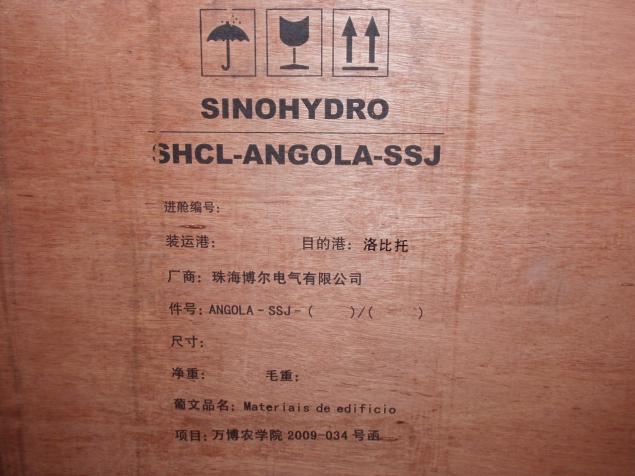 SINOHYDRO
SHCL-ANGOLA-SSJ
进舱编号:
装运港: 目的港: 洛比托
厂商: 珠海博尔电气有限公司
件号: ANGOLA-SSJ-( )/( )
尺寸:
净重: 毛重:
葡文品名: Materiais de edificio
项目: 万博农学院 2009-034 号函